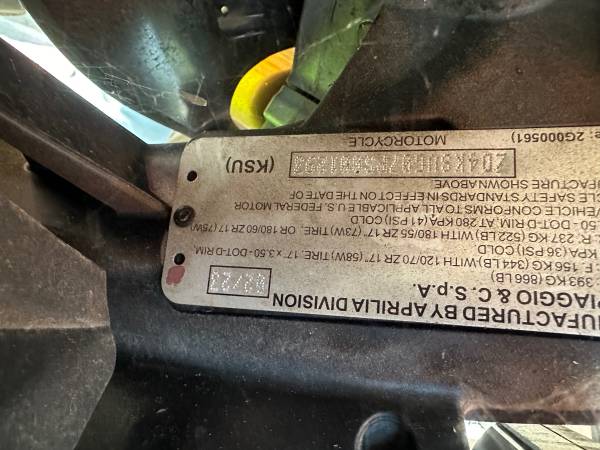 UFACTURED BY APRILIA DIVISION
PIAGGIO & C. S.p.A. 02/23
393 KG (866 LB)
: F. 156 KG (344 LB) WITH 120/70 ZR 17" (58W) TIRE, 17 x 3.50 - DOT-D RIM
KPA (36 PSI) COLD
R. 237 KG (522 LB) WITH 180/55 ZR 17" (73W) TIRE, OR 180/60 ZR 17 (75W)
.50 - DOT-D RIM, AT 280 KPA (41 PSI) COLD
VEHICLE CONFORMS TO ALL APPLICABLE U.S. FEDERAL MOTOR
CLE SAFETY STANDARDS IN EFFECT ON THE DATE OF
FACTURE SHOWN ABOVE.
(KSU)
MOTORCYCLE
e: 2G000561)